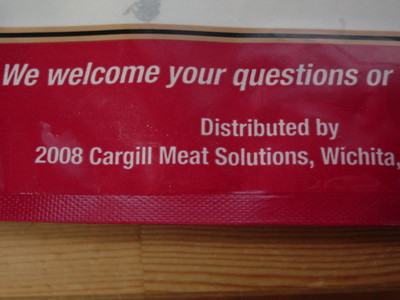 We welcome your questions or
Distributed by
2008 Cargill Meat Solutions, Wichita,